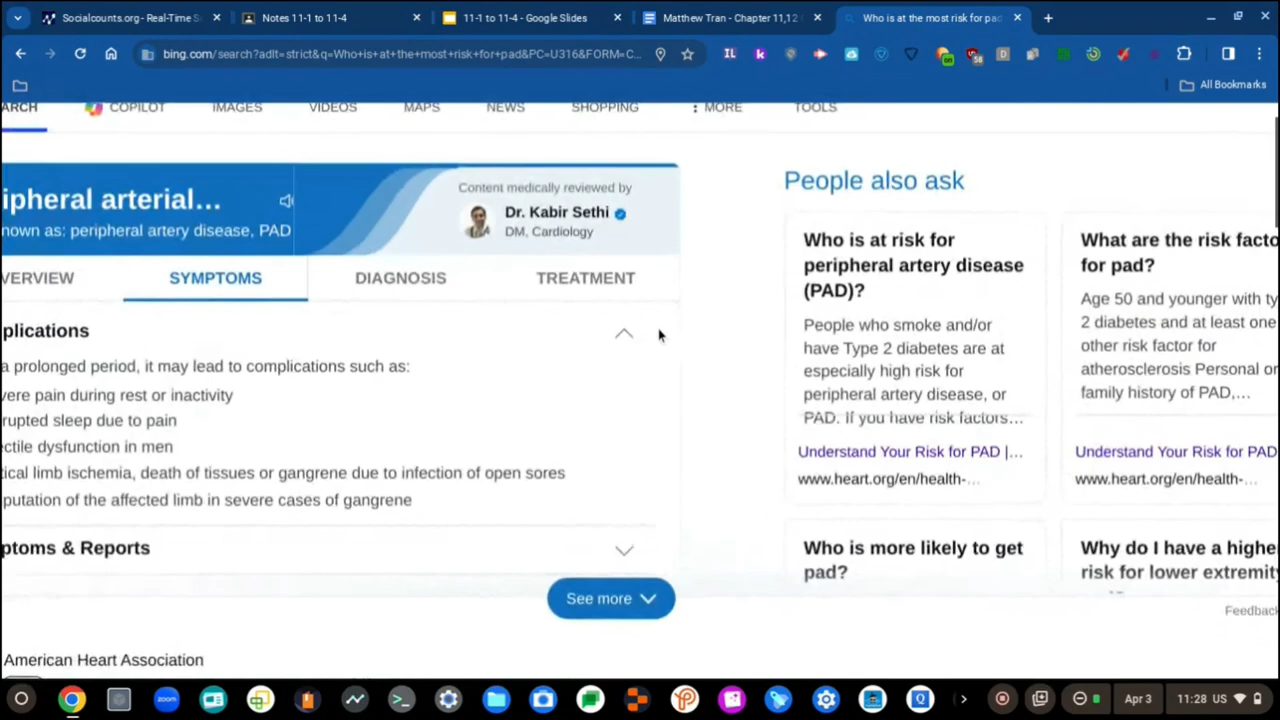 Socialcounts.org - Real-Time S
Notes 11-1 to 11-4
11-1 to 11-4 - Google Slides
Matthew Tran - Chapter 11,12
Who is at the most risk for pad
bing.com/search?adlt=strict&q=Who+is+at+the+most+risk+for+pad&PC=U316&FORM=C...
All Bookmarks
ARCH
COPILOT
IMAGES
VIDEOS
MAPS
NEWS
SHOPPING
MORE
TOOLS
ipheral arterial...
nown as: peripheral artery disease, PAD
Content medically reviewed by
Dr. Kabir Sethi
DM, Cardiology
VERVIEW
SYMPTOMS
DIAGNOSIS
TREATMENT
plications
a prolonged period, it may lead to complications such as:
vere pain during rest or inactivity
rupted sleep due to pain
ectile dysfunction in men
tical limb ischemia, death of tissues or gangrene due to infection of open sores
putation of the affected limb in severe cases of gangrene
ptoms & Reports
See more
American Heart Association
People also ask
Who is at risk for
peripheral artery disease
(PAD)?
People who smoke and/or
have Type 2 diabetes are at
especially high risk for
peripheral artery disease, or
PAD. If you have risk factors...
Understand Your Risk for PAD |...
www.heart.org/en/health-...
What are the risk facto
for pad?
Age 50 and younger with ty
2 diabetes and at least one
other risk factor for
atherosclerosis Personal or
family history of PAD,...
Understand Your Risk for PAD
www.heart.org/en/health-...
Who is more likely to get
pad?
Why do I have a highe
risk for lower extremity
Feedback
Apr 3
11:28 US